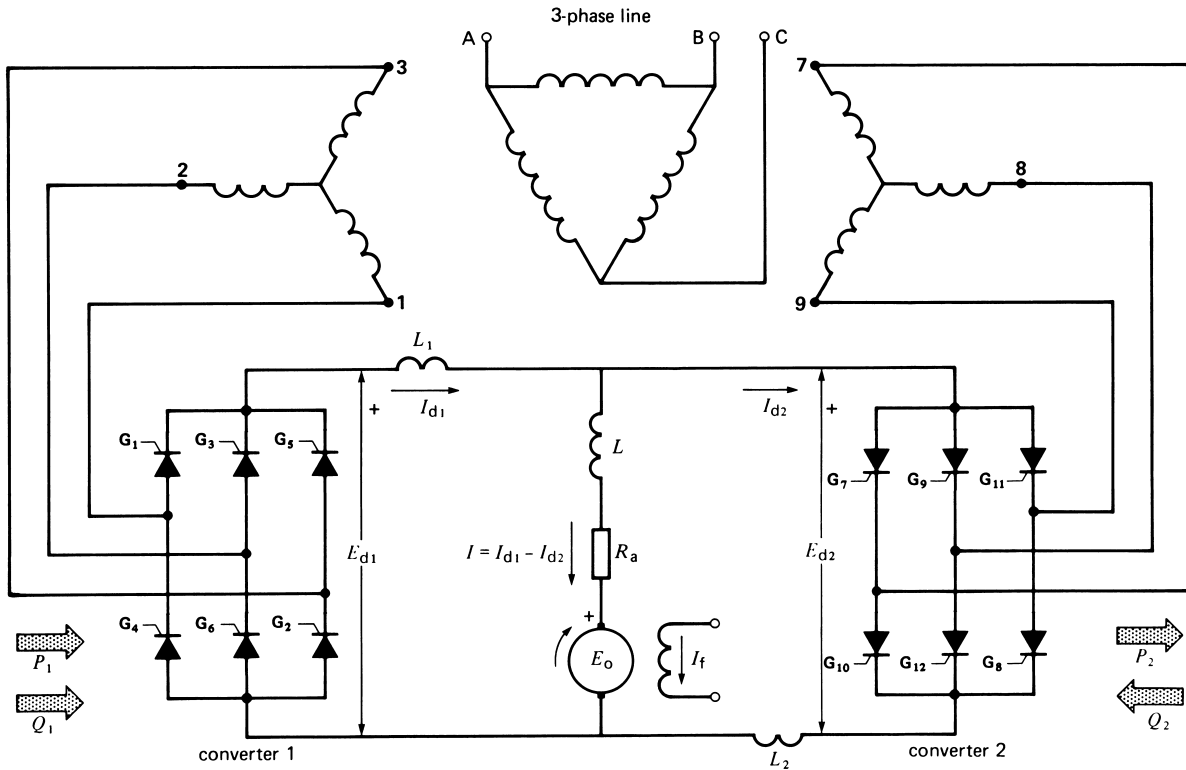 3-phase line
A
B
C
3
7
2
8
1
9
L1
Id1
+
Id2
+
G1
G3
G5
L
G7
G9
G11
Ed1
I = Id1 – Id2
Ra
Ed2
G4
G6
G2
+
Eo
If
G10
G12
G8
P1
P2
Q1
Q2
converter 1
L2
converter 2